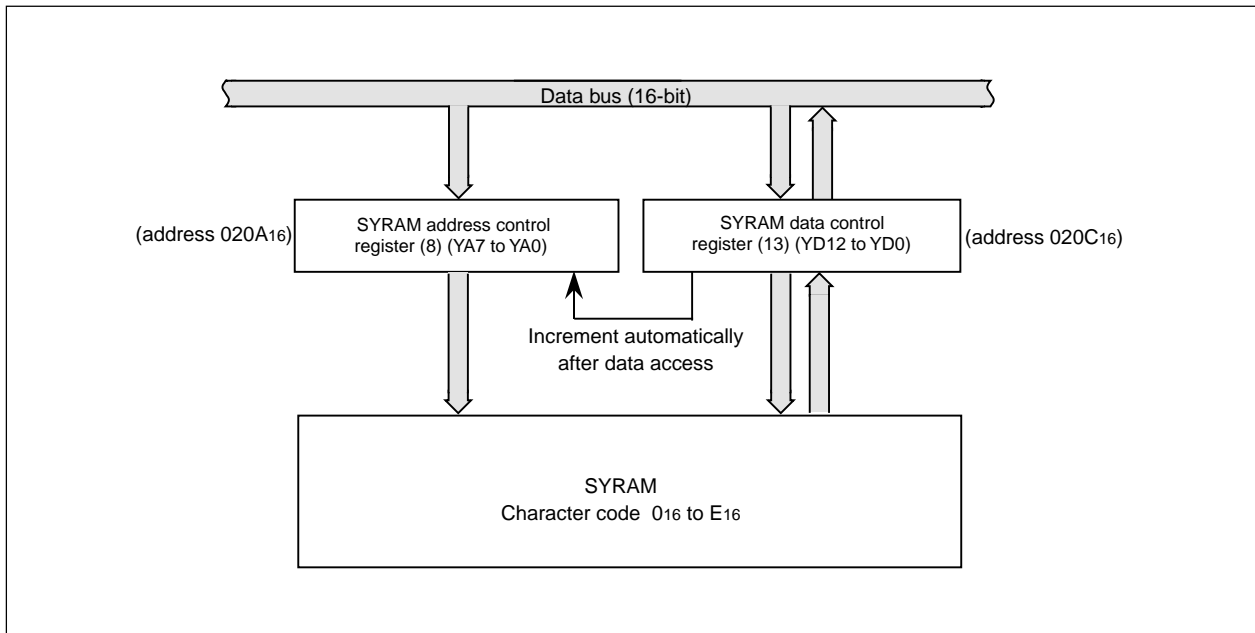 Data bus (16-bit)
(address 020A16)
SYRAM address control
register (8) (YA7 to YA0)
SYRAM data control
register (13) (YD12 to YD0)
(address 020C16)
Increment automatically
after data access
SYRAM
Character code 016 to E16